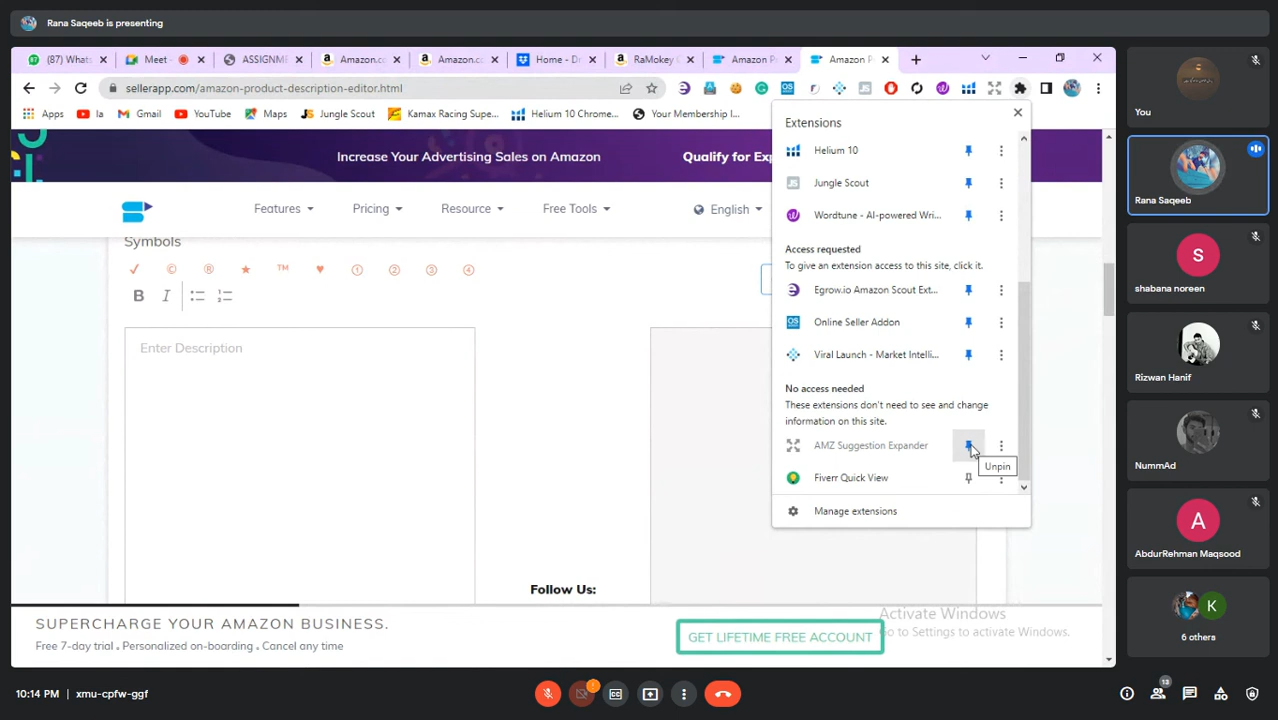 Rana Saqeeb is presenting
(87) Whats
Meet -
ASSIGNME
Amazon.co
Amazon.co
Home - Dr
RaMokey C
Amazon P
Amazon P
sellerapp.com/amazon-product-description-editor.html
Apps
la
Gmail
YouTube
Maps
Jungle Scout
Kamax Racing Supe...
Helium 10 Chrome...
Your Membership I...
Increase Your Advertising Sales on Amazon
Qualify for Exp
Features
Pricing
Resource
Free Tools
English
Symbols
✓ © ® ★ ™ ♥ ① ② ③ ④
B I
Enter Description
Follow Us:
Extensions
Helium 10
Jungle Scout
Wordtune - AI-powered Wri...
Access requested
To give an extension access to this site, click it.
Egrow.io Amazon Scout Ext...
Online Seller Addon
Viral Launch - Market Intelli...
No access needed
These extensions don't need to see and change
information on this site.
AMZ Suggestion Expander
Unpin
Fiverr Quick View
Manage extensions
SUPERCHARGE YOUR AMAZON BUSINESS.
Free 7-day trial • Personalized on-boarding • Cancel any time
GET LIFETIME FREE ACCOUNT
Activate Windows
Go to Settings to activate Windows.
You
Rana Saqeeb
S
shabana noreen
Rizwan Hanif
NummAd
A
AbdurRehman Maqsood
K
6 others
10:14 PM | xmu-cpfw-ggf
13